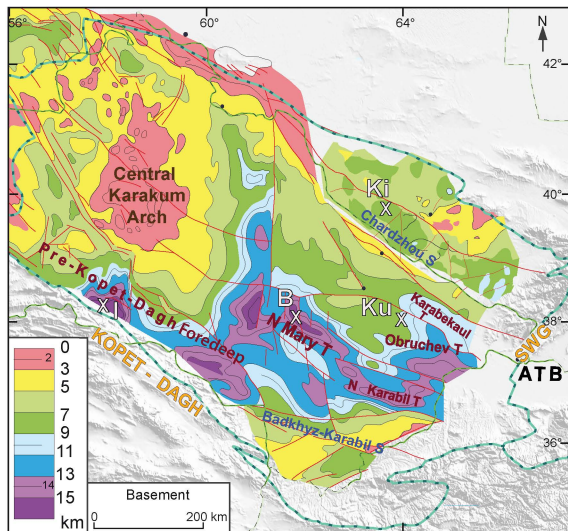 56°
60°
64°
N
42°
Central
Karakum
Arch
Ki
X
40°
Chardzhou S
Pre-Kopet-Dagh
Foredeep
X I
B
X
N Mary T
Ku
X
Karabekaul
T
Obruchev T
38°
SWG
ATB
KOPET-DAGH
N Karabil T
Badkhyz-Karabil S
36°
0
2
3
5
7
9
11
13
14
15
km
Basement
0
200 km